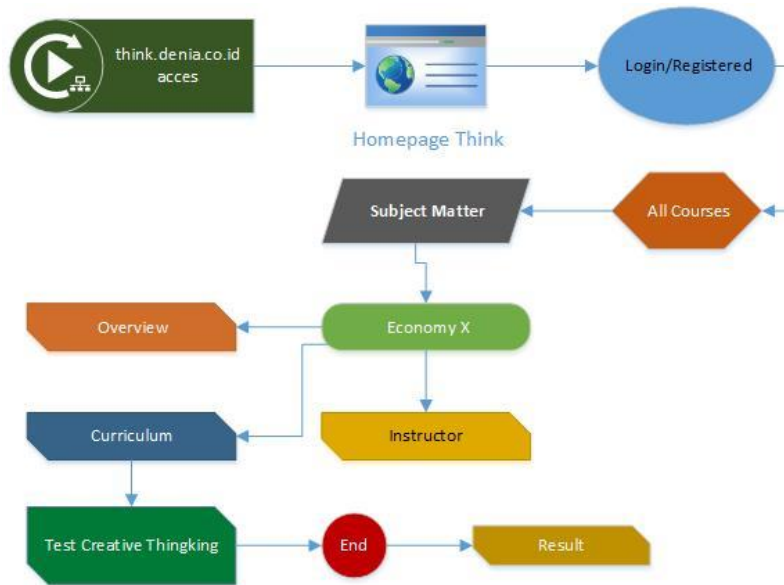 think.denia.co.id
acces
Homepage Think
Login/Registered
Subject Matter
All Courses
Overview
Economy X
Curriculum
Instructor
Test Creative Thingking
End
Result